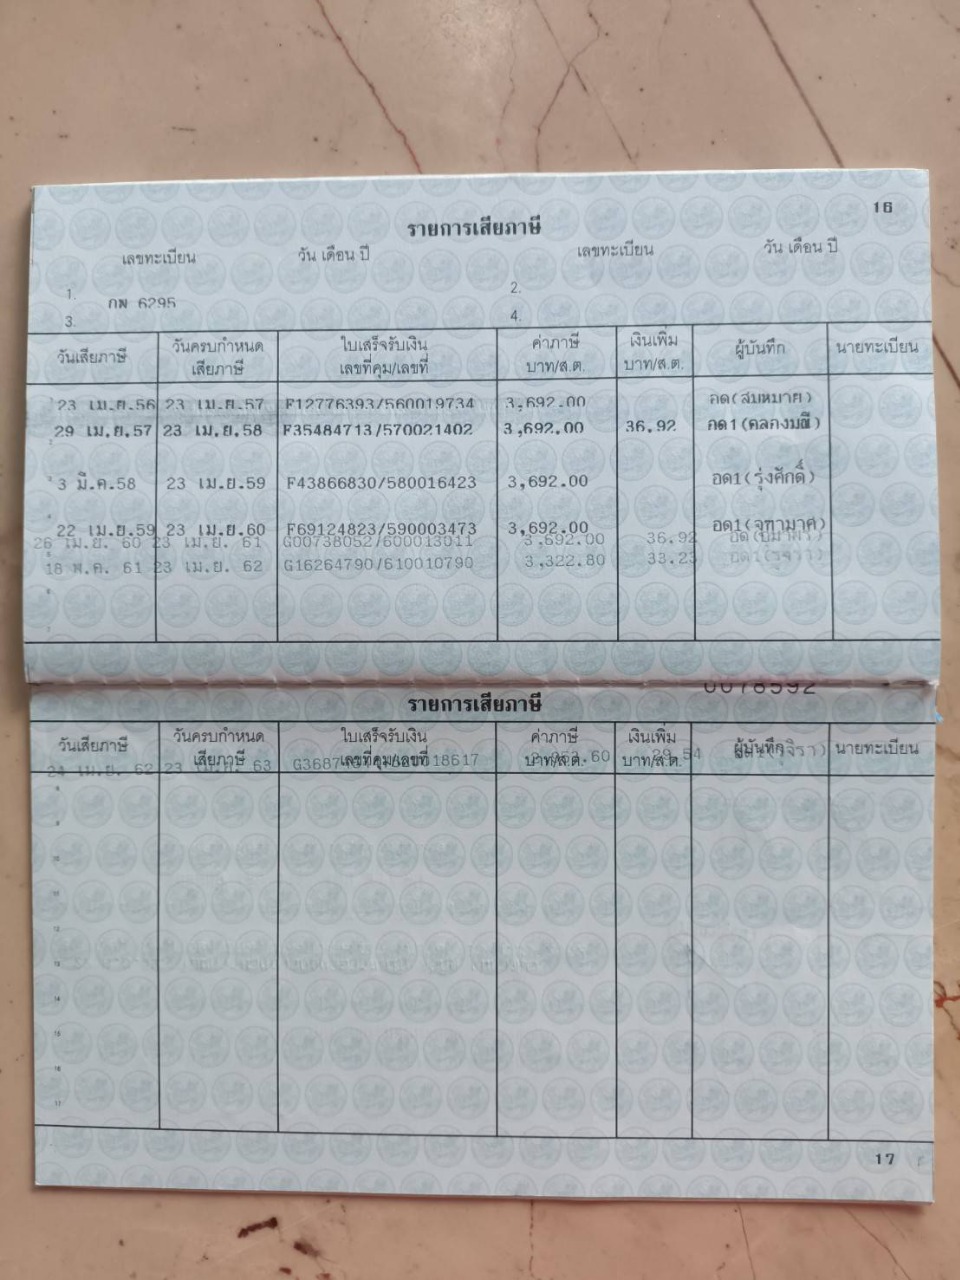 16
รายการเสียภาษี
เลขทะเบียน วัน เดือน ปี เลขทะเบียน วัน เดือน ปี
1. กพ 6295 2.
3. 4.
วันเสียภาษี วันครบกำหนด เสียภาษี ใบเสร็จรับเงิน เลขที่คุม/เลขที่ ค่าภาษี บาท/ส.ต. เงินเพิ่ม บาท/ส.ต. ผู้บันทึก นายทะเบียน
23 เม.ย.56 23 เม.ย.57 F12776393/560019734 3,692.00 อด(สมหมาย)
29 เม.ย.57 23 เม.ย.58 F35484713/570021402 3,692.00 36.92 กด1(คลกงมณี)
3 มี.ค.58 23 เม.ย.59 F43866830/580016423 3,692.00 อด1(รุ่งศักดิ์)
22 เม.ย.59 23 เม.ย.60 F69124823/590003473 3,692.00 อด1(จุฑามาศ)
26 เม.ย. 60 23 เม.ย. 61 G00738052/600013011 3,692.00 36.92
16 พ.ค. 61 23 เม.ย. 62 G16264790/610010790 3,322.80 33.23
0078592
รายการเสียภาษี
วันเสียภาษี วันครบกำหนด เสียภาษี ใบเสร็จรับเงิน เลขที่คุม/เลขที่ ค่าภาษี บาท/ส.ต. เงินเพิ่ม บาท/ส.ต. ผู้บันทึก นายทะเบียน
24 เม.ย. 62 23 เม.ย. 63 29.54
17